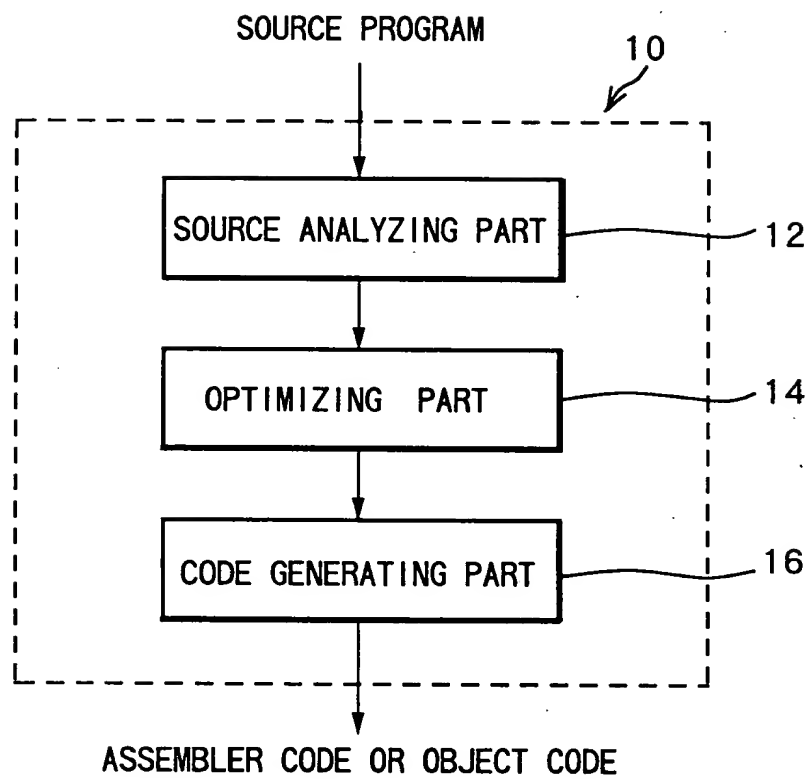 SOURCE PROGRAM
10
SOURCE ANALYZING PART
12
OPTIMIZING PART
14
CODE GENERATING PART
16
ASSEMBLER CODE OR OBJECT CODE